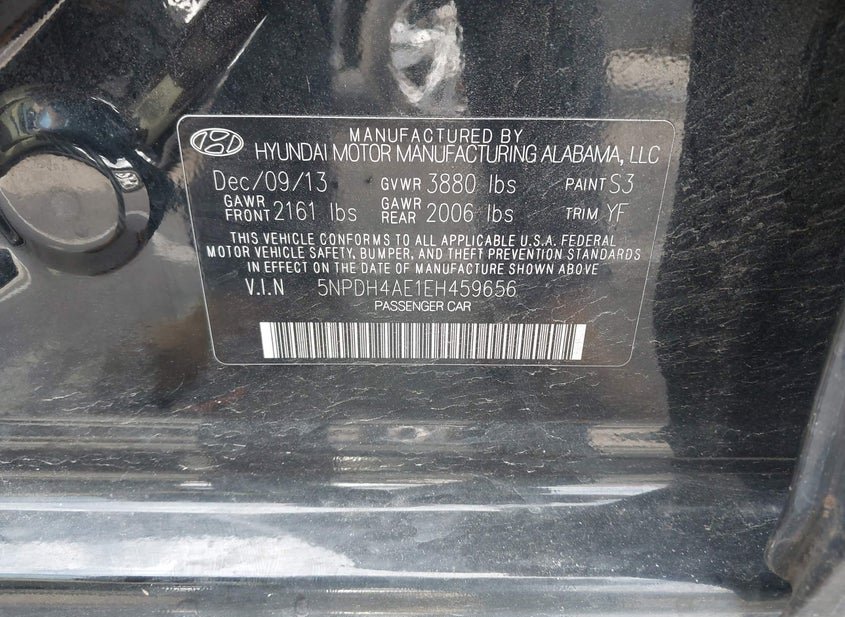 MANUFACTURED BY
HYUNDAI MOTOR MANUFACTURING ALABAMA, LLC
Dec/09/13 GVWR 3880 lbs PAINT S3
GAWR FRONT 2161 lbs GAWR REAR 2006 lbs TRIM YF
THIS VEHICLE CONFORMS TO ALL APPLICABLE U.S.A. FEDERAL
MOTOR VEHICLE SAFETY, BUMPER, AND THEFT PREVENTION STANDARDS
IN EFFECT ON THE DATE OF MANUFACTURE SHOWN ABOVE
V.I.N 5NPDH4AE1EH459656
PASSENGER CAR